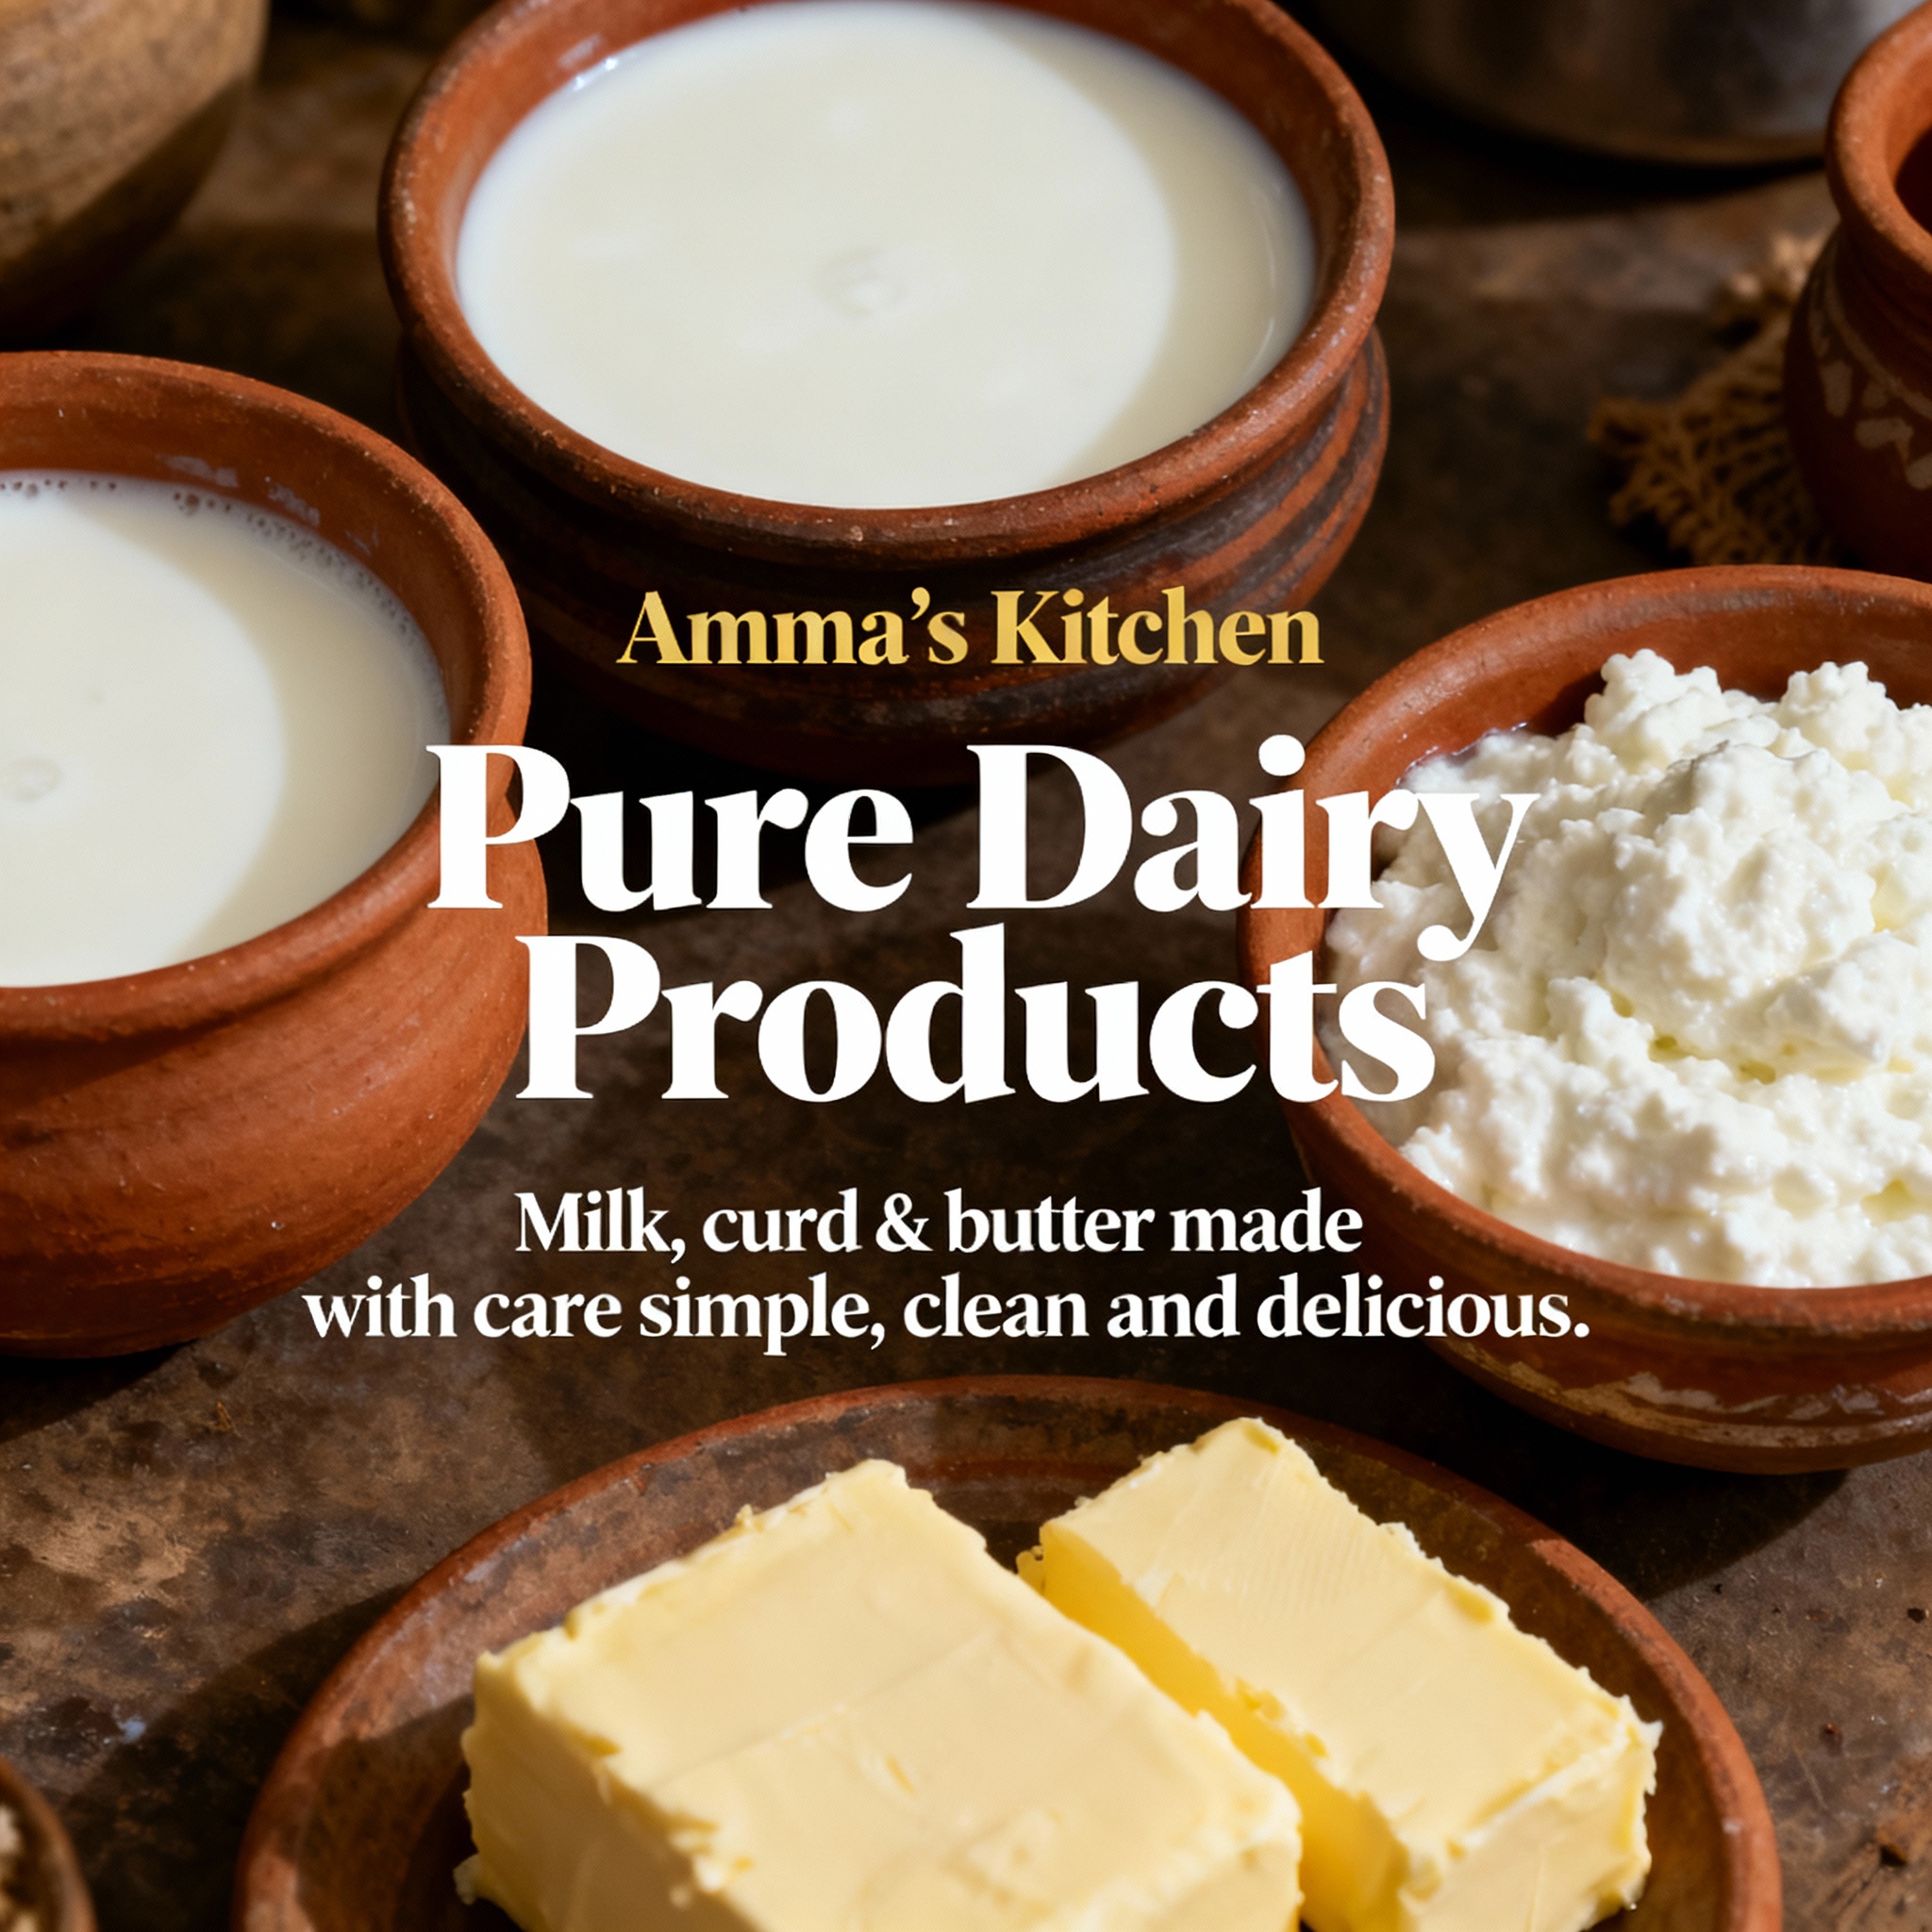 Amma’s Kitchen
Pure Dairy
Products
Milk, curd & butter made
with care simple, clean and delicious.